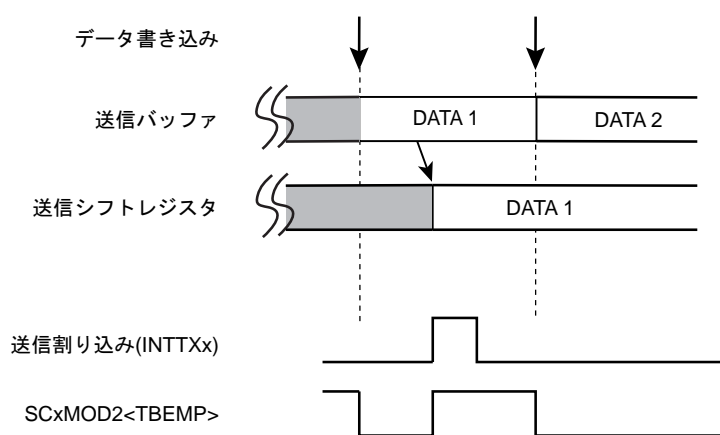 データ書き込み
送信バッファ
DATA 1
DATA 2
送信シフトレジスタ
DATA 1
送信割り込み(INTTXx)
SCxMOD2<TBEMP>